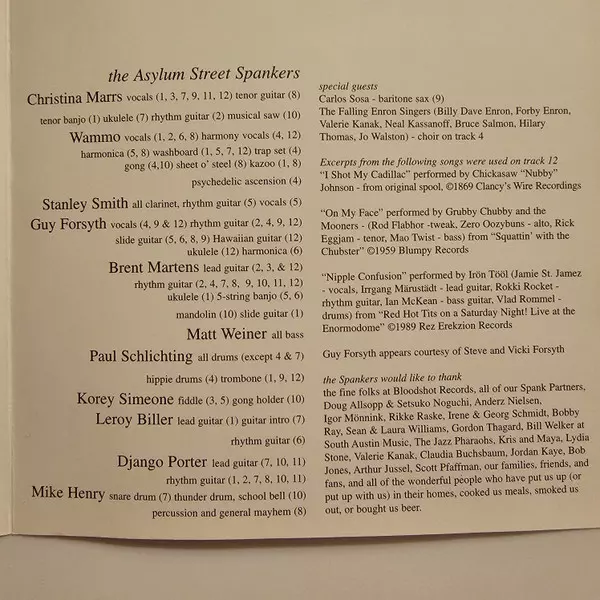 the Asylum Street Spankers
Christina Marrs vocals (1, 3, 7, 9, 11, 12) tenor guitar (8)
tenor banjo (1) ukulele (7) rhythm guitar (2) musical saw (10)
Wammo vocals (1, 2, 6, 8) harmony vocals (4, 12)
harmonica (5, 8) washboard (1, 5, 7, 12) trap set (4)
gong (4,10) sheet o' steel (8) kazoo (1, 8)
psychedelic ascension (4)
Stanley Smith all clarinet, rhythm guitar (5) vocals (5)
Guy Forsyth vocals (4, 9 & 12) rhythm guitar (2, 4, 9, 12)
slide guitar (5, 6, 8, 9) Hawaiian guitar (12)
ukulele (12) harmonica (6)
Brent Martens lead guitar (2, 3, & 12)
rhythm guitar (2, 4, 7, 8, 9, 10, 11, 12)
ukulele (1) 5-string banjo (5, 6)
mandolin (10) slide guitar (1)
Matt Weiner all bass
Paul Schlichting all drums (except 4 & 7)
hippie drums (4) trombone (1, 9, 12)
Korey Simeone fiddle (3, 5) gong holder (10)
Leroy Biller lead guitar (1) guitar intro (7)
rhythm guitar (6)
Django Porter lead guitar (7, 10, 11)
rhythm guitar (1, 2, 7, 8, 10, 11)
Mike Henry snare drum (7) thunder drum, school bell (10)
percussion and general mayhem (8)
special guests
Carlos Sosa - baritone sax (9)
The Falling Enron Singers (Billy Dave Enron, Forby Enron,
Valerie Kanak, Neal Kassanoff, Bruce Salmon, Hilary
Thomas, Jo Walston) - choir on track 4
Excerpts from the following songs were used on track 12
"I Shot My Cadillac" performed by Chickasaw "Nubby"
Johnson - from original spool, ©1869 Clancy's Wire Recordings
"On My Face" performed by Grubby Chubby and the
Mooners - (Rod Flabhor -tweak, Zero Oozybuns - alto, Rick
Eggjam - tenor, Mao Twist - bass) from "Squattin' with the
Chubster" ©1959 Blumpy Records
"Nipple Confusion" performed by Irön Tööl (Jamie St. Jamez
- vocals, Irrgang Märustädt - lead guitar, Rokki Rocket -
rhythm guitar, Ian McKean - bass guitar, Vlad Rommel -
drums) from "Red Hot Tits on a Saturday Night! Live at the
Enormodome" ©1989 Rez Erekzion Records
Guy Forsyth appears courtesy of Steve and Vicki Forsyth
the Spankers would like to thank
the fine folks at Bloodshot Records, all of our Spank Partners,
Doug Allsopp & Setsuko Noguchi, Anderz Nielsen,
Igor Mönnink, Rikke Raske, Irene & Georg Schmidt, Bobby
Ray, Sean & Laura Williams, Gordon Thagard, Bill Welker at
South Austin Music, The Jazz Pharaohs, Kris and Maya, Lydia
Stone, Valerie Kanak, Claudia Buchsbaum, Jordan Kaye, Bob
Jones, Arthur Jussel, Scott Pfaffman, our families, friends, and
fans, and all of the wonderful people who have put us up (or
put up with us) in their homes, cooked us meals, smoked us
out, or bought us beer.